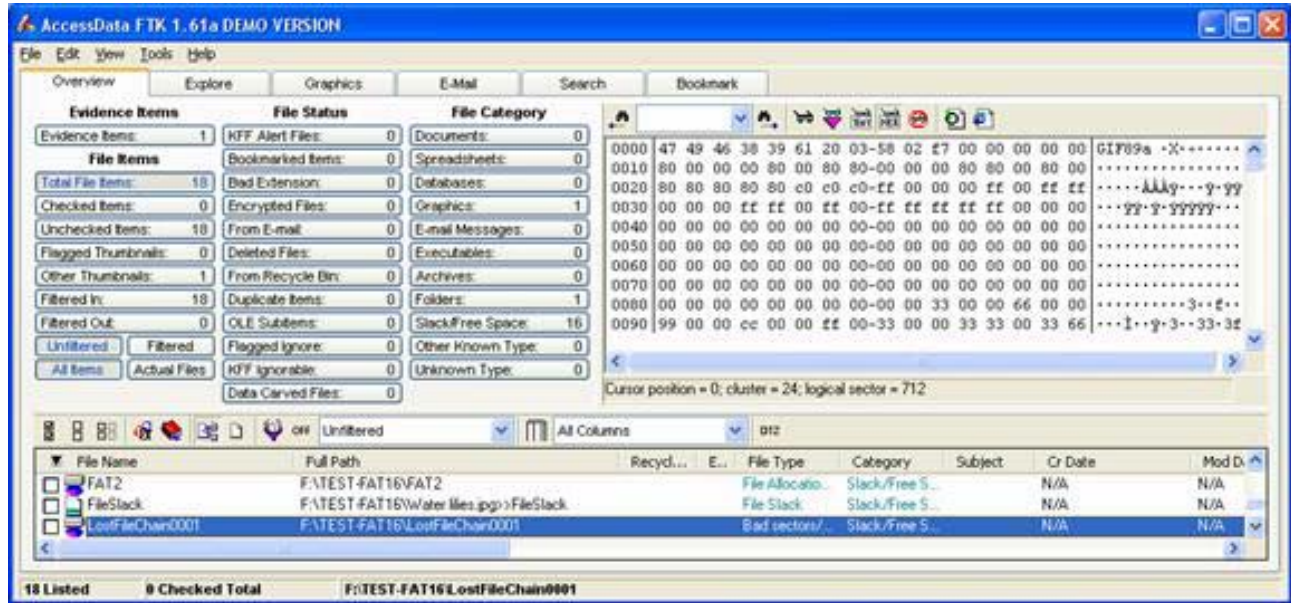 AccessData FTK 1.61a DEMO VERSION
File Edit View Tools Help
Overview Explore Graphics E-Mail Search Bookmark
Evidence Items File Status File Category
Evidence Items: 1 KFF Alert Files: 0 Documents: 0
File Items Bookmarked Items: 0 Spreadsheets: 0
Total File Items: 18 Bad Extension: 0 Databases: 0
Checked Items: 0 Encrypted Files: 0 Graphics: 1
Unchecked Items: 18 From E-mail: 0 E-mail Messages: 0
Flagged Thumbnails: 0 Deleted Files: 0 Executables: 0
Other Thumbnails: 1 From Recycle Bin: 0 Archives: 0
Filtered In: 18 Duplicate Items: 0 Folders: 1
Filtered Out: 0 OLE Subitems: 0 Slack/Free Space: 16
Unfiltered Filtered Flagged Ignore: 0 Other Known Type: 0
All Items Actual Files KFF Ignorable: 0 Unknown Type: 0
Data Carved Files: 0
0000 47 49 46 38 39 61 20 03-58 02 f7 00 00 00 00 00 GIF89a ·X·······
0010 80 00 00 00 80 00 80 80-00 00 00 80 80 00 80 00
0020 80 80 80 80 80 c0 c0 c0-ff 00 00 00 ff 00 ff ff ·····ÀÀÀÿ···ÿ·ÿÿ
0030 00 00 00 ff ff 00 ff 00-ff ff ff ff ff 00 00 00 ···ÿÿ·ÿ·ÿÿÿÿÿ···
0040 00 00 00 00 00 00 00 00-00 00 00 00 00 00 00 00 ················
0050 00 00 00 00 00 00 00 00-00 00 00 00 00 00 00 00 ················
0060 00 00 00 00 00 00 00 00-00 00 00 00 00 00 00 00 ················
0070 00 00 00 00 00 00 00 00-00 00 00 00 00 00 00 00 ················
0080 00 00 00 00 00 00 00 00-00 00 33 00 00 66 00 00 ··········3··f··
0090 99 00 00 cc 00 00 ff 00-33 00 00 33 33 00 33 66 ···Ì··ÿ·3··33·3f
Cursor position = 0; cluster = 24; logical sector = 712
OFF Unfiltered All Columns
File Name Full Path Recycl... E... File Type Category Subject Cr Date Mod D
FAT2 F:\TEST-FAT16\FAT2 File Allocatio... Slack/Free S... N/A N/A
FileSlack F:\TEST-FAT16\Water lilies.jpg>>FileSlack File Slack Slack/Free S... N/A N/A
LostFileChain0001 F:\TEST-FAT16\LostFileChain0001 Bad sectors/... Slack/Free S... N/A N/A
18 Listed 0 Checked Total F:\TEST-FAT16\LostFileChain0001